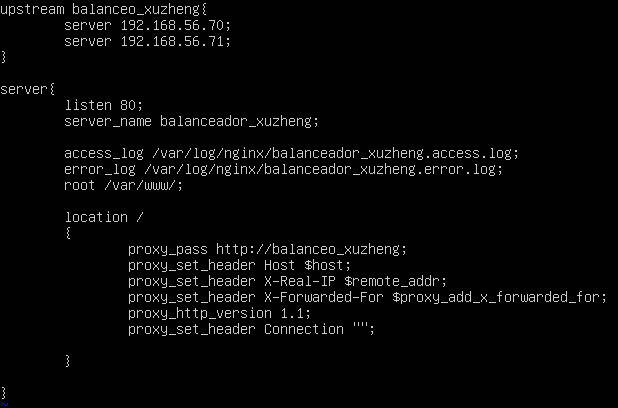 upstream balanceo_xuzheng{
        server 192.168.56.70;
        server 192.168.56.71;
}
server{
        listen 80;
        server_name balanceador_xuzheng;
        access_log /var/log/nginx/balanceador_xuzheng.access.log;
        error_log /var/log/nginx/balanceador_xuzheng.error.log;
        root /var/www/;
        location /
        {
                proxy_pass http://balanceo_xuzheng;
                proxy_set_header Host $host;
                proxy_set_header X-Real-IP $remote_addr;
                proxy_set_header X-Forwarded-For $proxy_add_x_forwarded_for;
                proxy_http_version 1.1;
                proxy_set_header Connection "";
        }
}